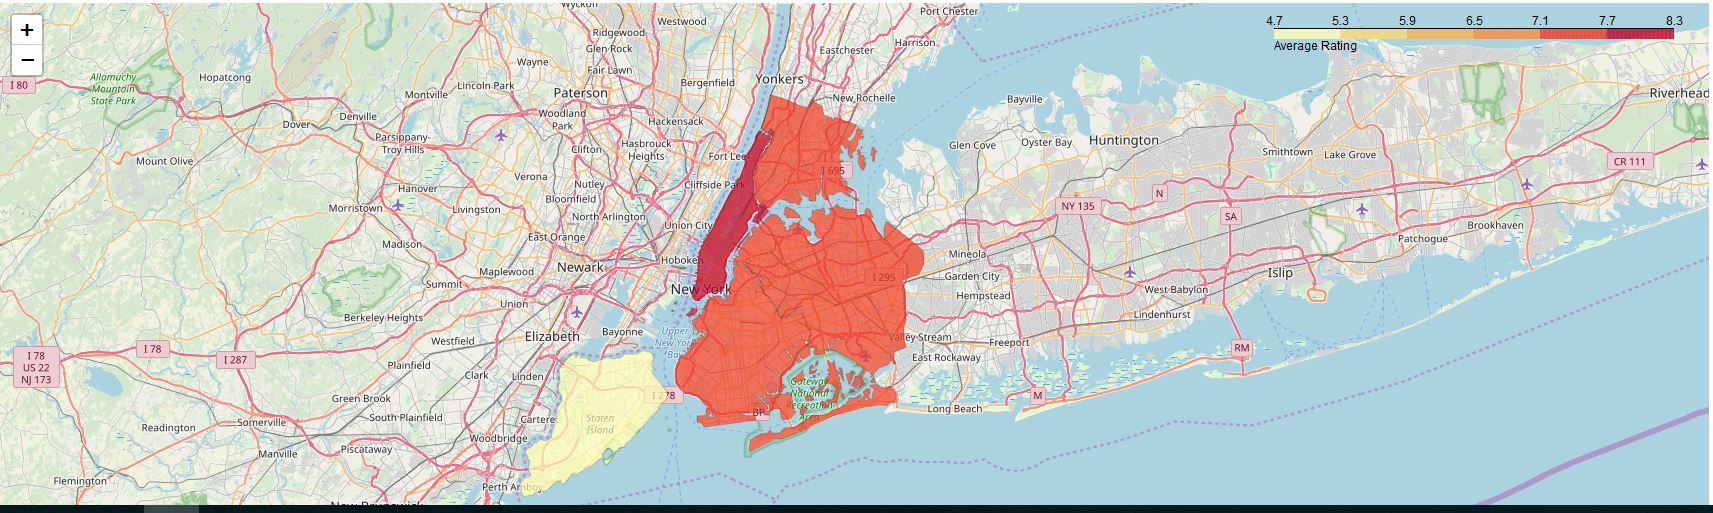 +
−
4.7 5.3 5.9 6.5 7.1 7.7 8.3
Average Rating
Wyckoff
Westwood
Port Chester
Ridgewood
Glen Rock
Eastchester
Harrison
Wayne
Fair Lawn
I 80
Allamuchy
Mountain
State Park
Hopatcong
Lincoln Park
Bergenfield
Yonkers
Montville
Paterson
New Rochelle
Bayville
Riverhead
Denville
Woodland
Park
Hackensack
Dover
Parsippany-
Troy Hills
Clifton
Hasbrouck
Heights
Fort Lee
Glen Cove
Oyster Bay
Huntington
Smithtown
Lake Grove
CR 111
Mount Olive
Verona
I 695
Hanover
Nutley
Cliffside Park
Bloomfield
N
Morristown
Livingston
North Arlington
Union City
NY 135
SA
Brookhaven
Madison
East Orange
Patchogue
Newark
Hoboken
Mineola
Maplewood
I 295
Garden City
Islip
Summit
New York
Hempstead
West Babylon
Union
Berkeley Heights
Lindenhurst
Elizabeth
Bayonne
Upper
New York
Bay
Valley Stream
Freeport
I 78
US 22
NJ 173
I 78
I 287
Westfield
East Rockaway
RM
Plainfield
Clark
Linden
Gateway
National
Recreation
Area
I 278
M
Green Brook
Long Beach
BP
South Plainfield
Carteret
Staten
Island
Readington
Somerville
Woodbridge
Manville
Piscataway
Flemington
Perth Amboy
New Brunswick